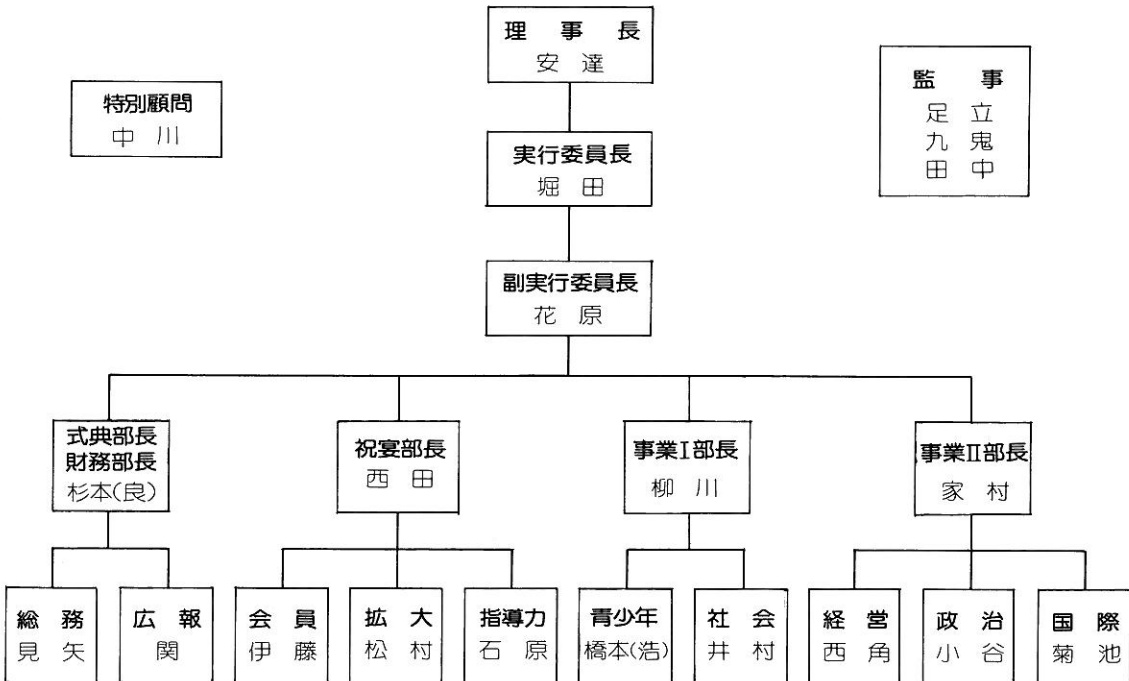 理事長
安達
特別顧問
中川
監事
足立
九鬼
田中
実行委員長
堀田
副実行委員長
花原
式典部長
財務部長
杉本(良)
祝宴部長
西田
事業I部長
柳川
事業II部長
家村
総務
見矢
広報
関
会員
伊藤
拡大
松村
指導力
石原
青少年
橋本(浩)
社会
井村
経営
西角
政治
小谷
国際
菊池